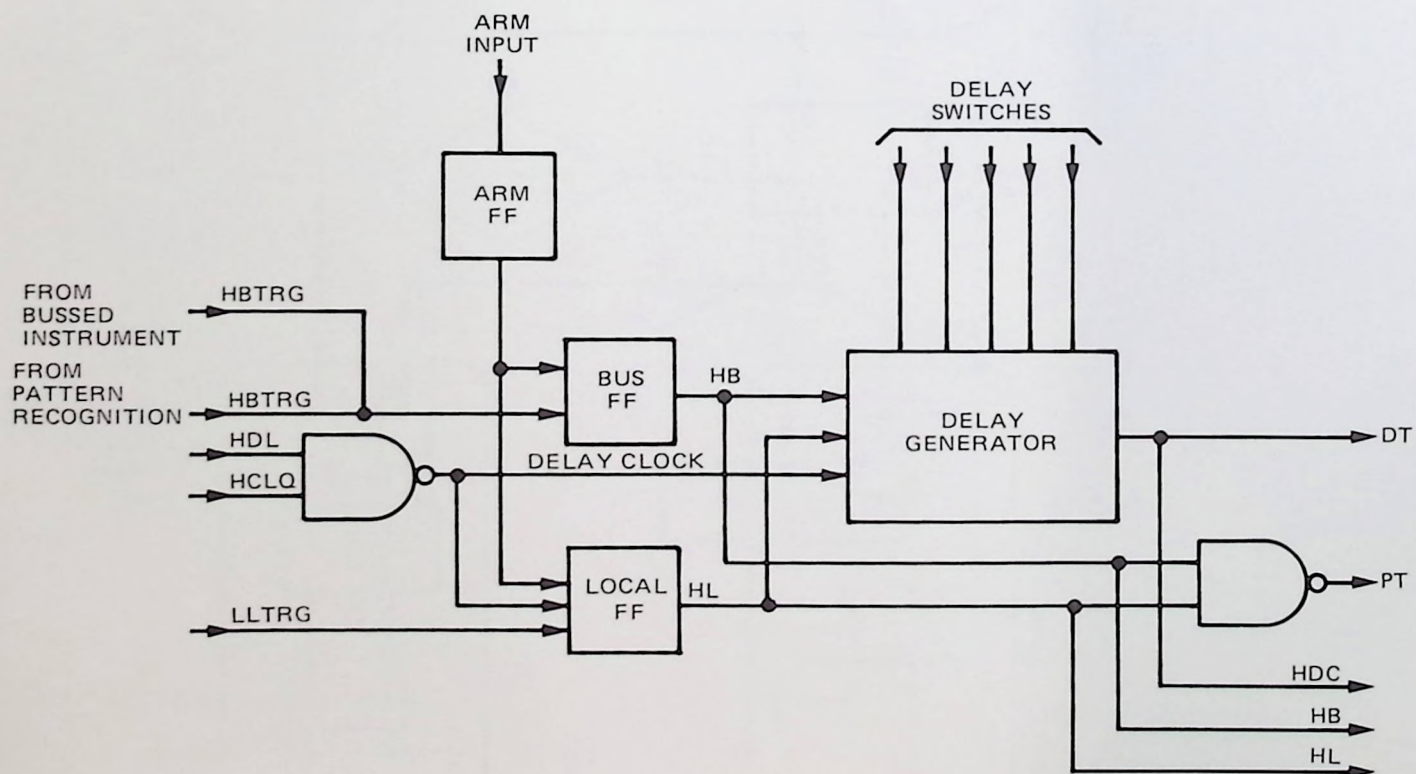 ARM
INPUT
DELAY
SWITCHES
ARM
FF
FROM
BUSSED
INSTRUMENT
HBTRG
FROM
PATTERN
RECOGNITION
HBTRG
BUS
FF
HB
DELAY
GENERATOR
DT
HDL
HCLQ
DELAY CLOCK
LOCAL
FF
HL
LLTRG
PT
HDC
HB
HL